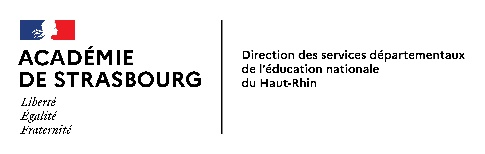 ACADÉMIE
DE STRASBOURG
Liberté
Égalité
Fraternité
Direction des services départementaux
de l'éducation nationale
du Haut-Rhin